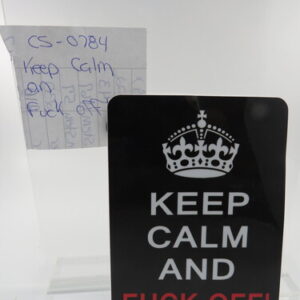 CS-0784
Keep Calm
an
Fuck off
KEEP
CALM
AND
FUCK OFF!